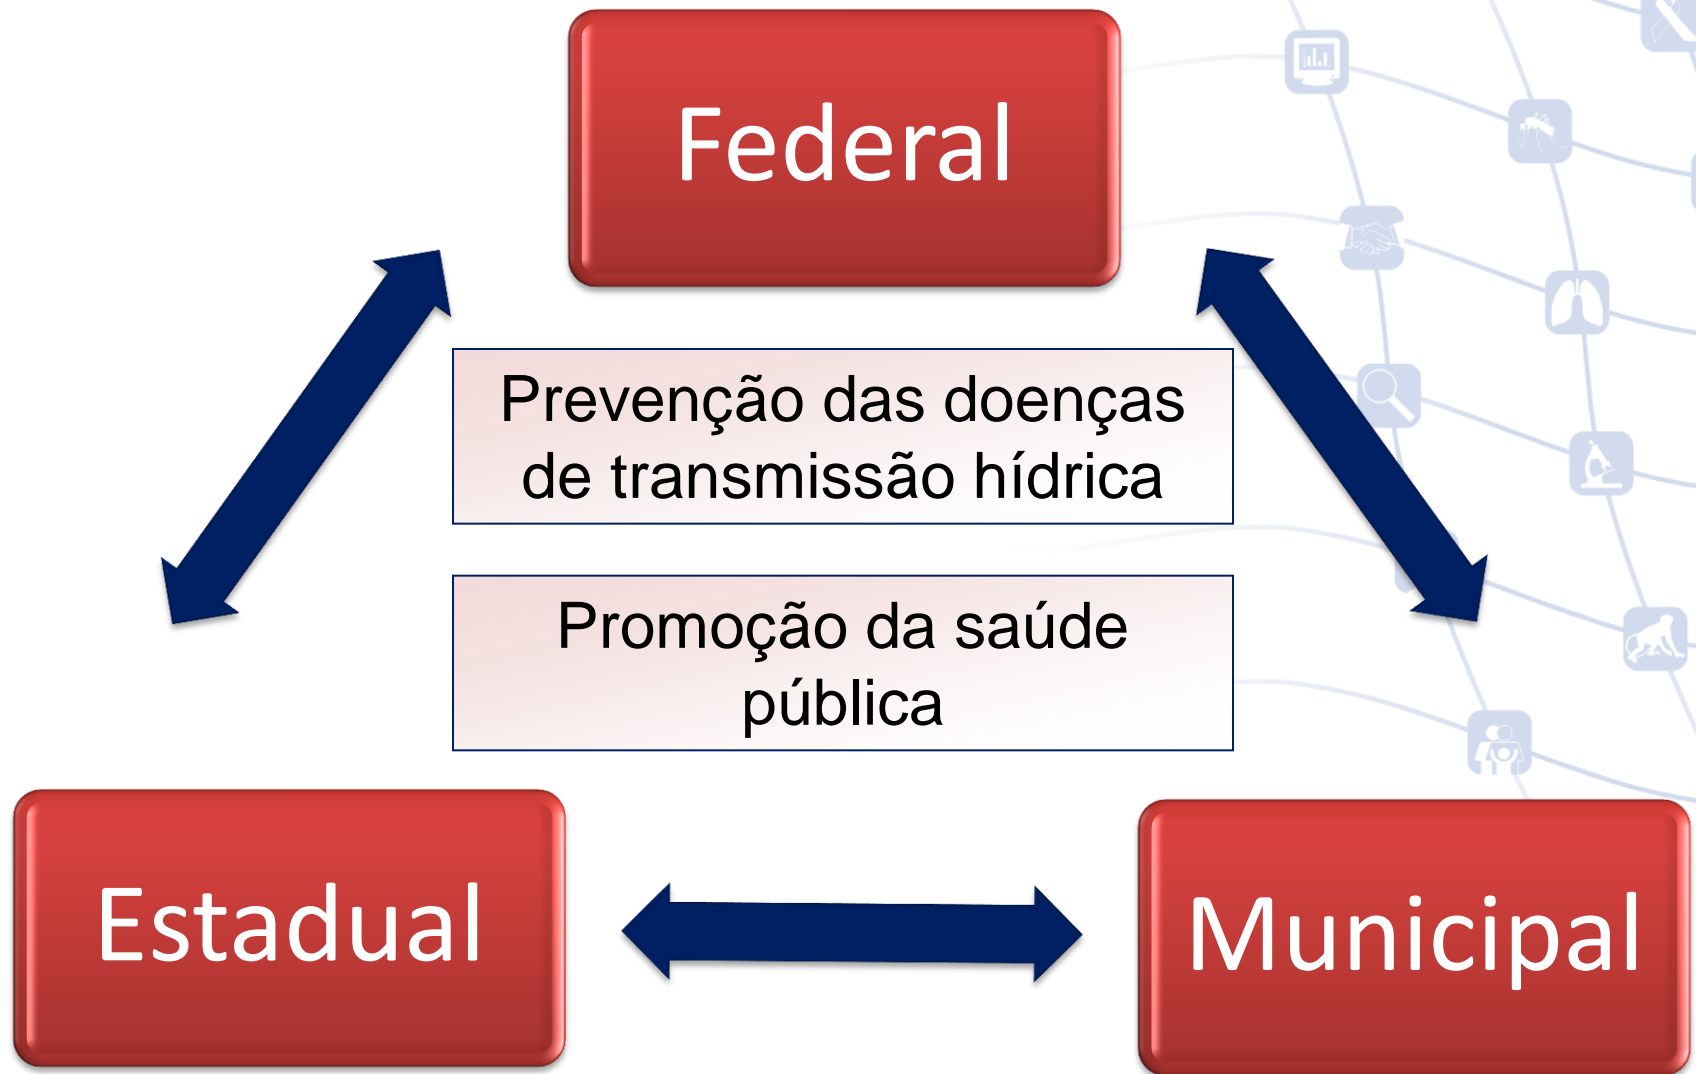 Federal
Prevenção das doenças
de transmissão hídrica
Promoção da saúde
pública
Estadual
Municipal